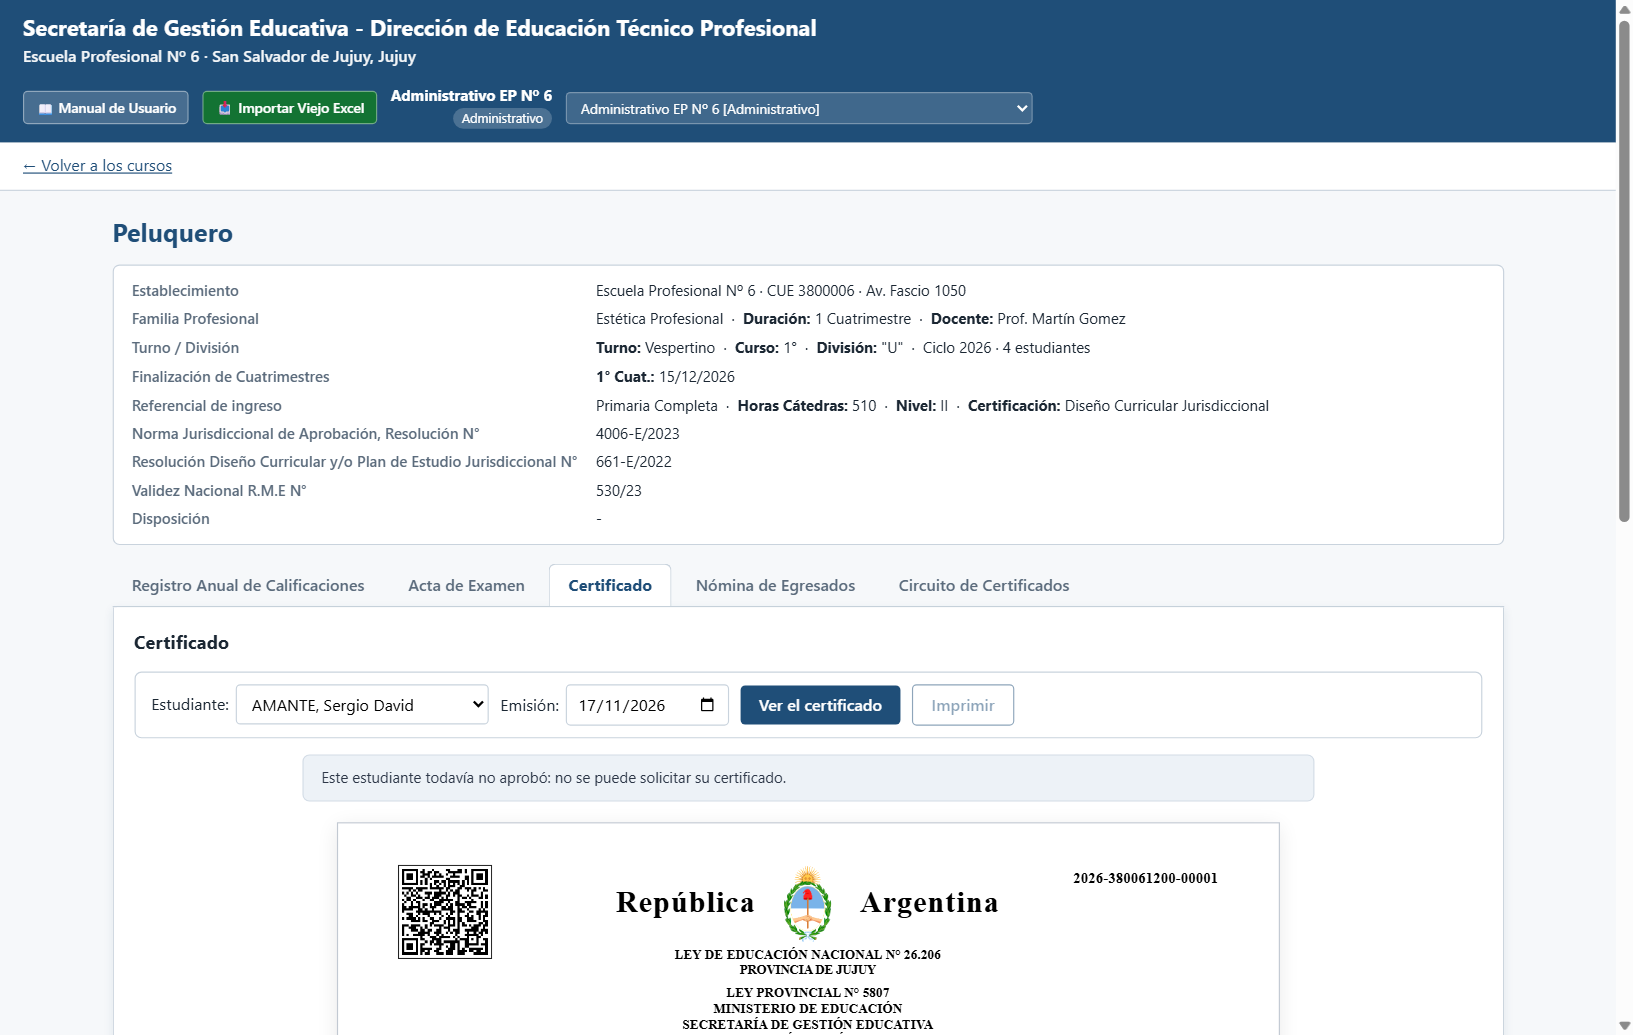 Secretaría de Gestión Educativa - Dirección de Educación Técnico Profesional
Escuela Profesional Nº 6 · San Salvador de Jujuy, Jujuy
Manual de Usuario
Importar Viejo Excel
Administrativo EP Nº 6
Administrativo
Administrativo EP Nº 6 [Administrativo]
← Volver a los cursos
Peluquero
Establecimiento Escuela Profesional Nº 6 · CUE 3800006 · Av. Fascio 1050
Familia Profesional Estética Profesional · Duración: 1 Cuatrimestre · Docente: Prof. Martín Gomez
Turno / División Turno: Vespertino · Curso: 1° · División: "U" · Ciclo 2026 · 4 estudiantes
Finalización de Cuatrimestres 1° Cuat.: 15/12/2026
Referencial de ingreso Primaria Completa · Horas Cátedras: 510 · Nivel: II · Certificación: Diseño Curricular Jurisdiccional
Norma Jurisdiccional de Aprobación, Resolución N° 4006-E/2023
Resolución Diseño Curricular y/o Plan de Estudio Jurisdiccional N° 661-E/2022
Validez Nacional R.M.E N° 530/23
Disposición -
Registro Anual de Calificaciones Acta de Examen Certificado Nómina de Egresados Circuito de Certificados
Certificado
Estudiante: AMANTE, Sergio David Emisión: 17/11/2026 Ver el certificado Imprimir
Este estudiante todavía no aprobó: no se puede solicitar su certificado.
2026-380061200-00001
República Argentina
LEY DE EDUCACIÓN NACIONAL N° 26.206
PROVINCIA DE JUJUY
LEY PROVINCIAL N° 5807
MINISTERIO DE EDUCACIÓN
SECRETARÍA DE GESTIÓN EDUCATIVA